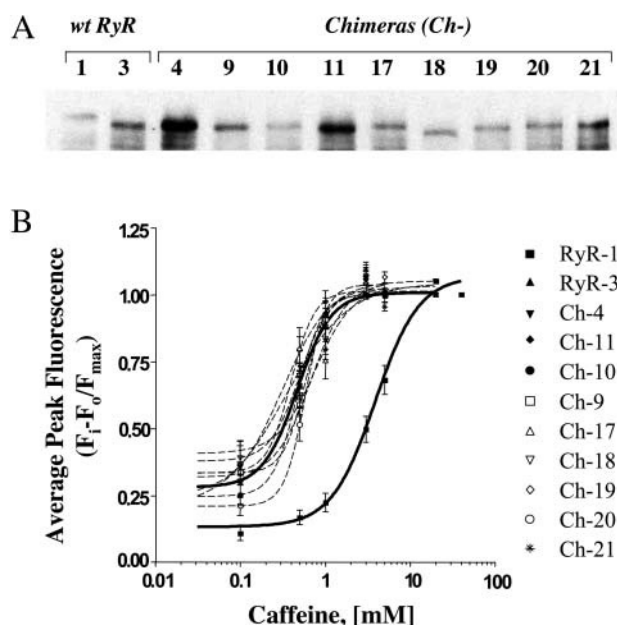 A
wt RyR Chimeras (Ch-)
1 3 4 9 10 11 17 18 19 20 21
B
Average Peak Fluorescence
(Fᵢ-Fₒ/Fₘₐₓ)
1.25
1.00
0.75
0.50
0.25
0.00
0.01 0.1 1 10 100
Caffeine, [mM]
RyR-1
RyR-3
Ch-4
Ch-11
Ch-10
Ch-9
Ch-17
Ch-18
Ch-19
Ch-20
Ch-21